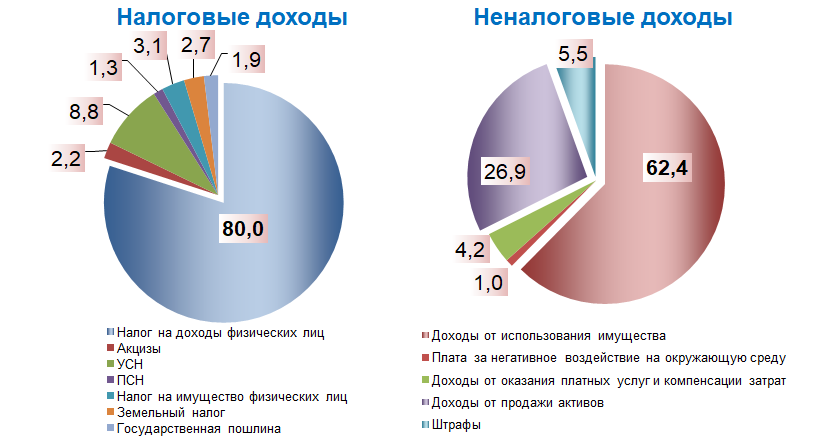 Налоговые доходы
3,1
2,7
1,9
1,3
8,8
2,2
80,0
Налог на доходы физических лиц
Акцизы
УСН
ПСН
Налог на имущество физических лиц
Земельный налог
Государственная пошлина
Неналоговые доходы
5,5
62,4
26,9
4,2
1,0
Доходы от использования имущества
Плата за негативное воздействие на окружающую среду
Доходы от оказания платных услуг и компенсации затрат
Доходы от продажи активов
Штрафы